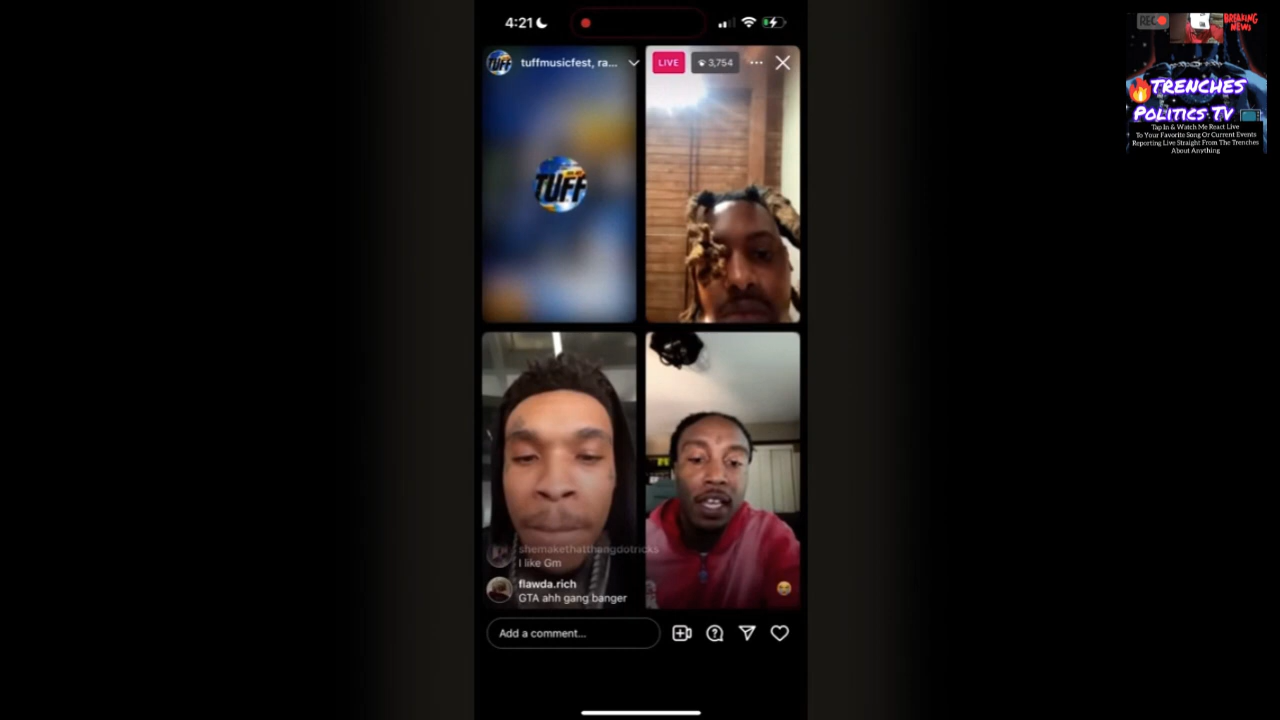 4:21
tuffmusicfest, ra...
LIVE
3,754
TUFF
TUFF
shemakethatthangdotricks
I like Gm
flawda.rich
GTA ahh gang banger
Add a comment...
REC
BREAKING
NEWS
TRENCHES
POLITICS TV
Tap In & Watch Me React Live
To Your Favorite Song Or Current Events
Reporting Live Straight From The Trenches
About Anything